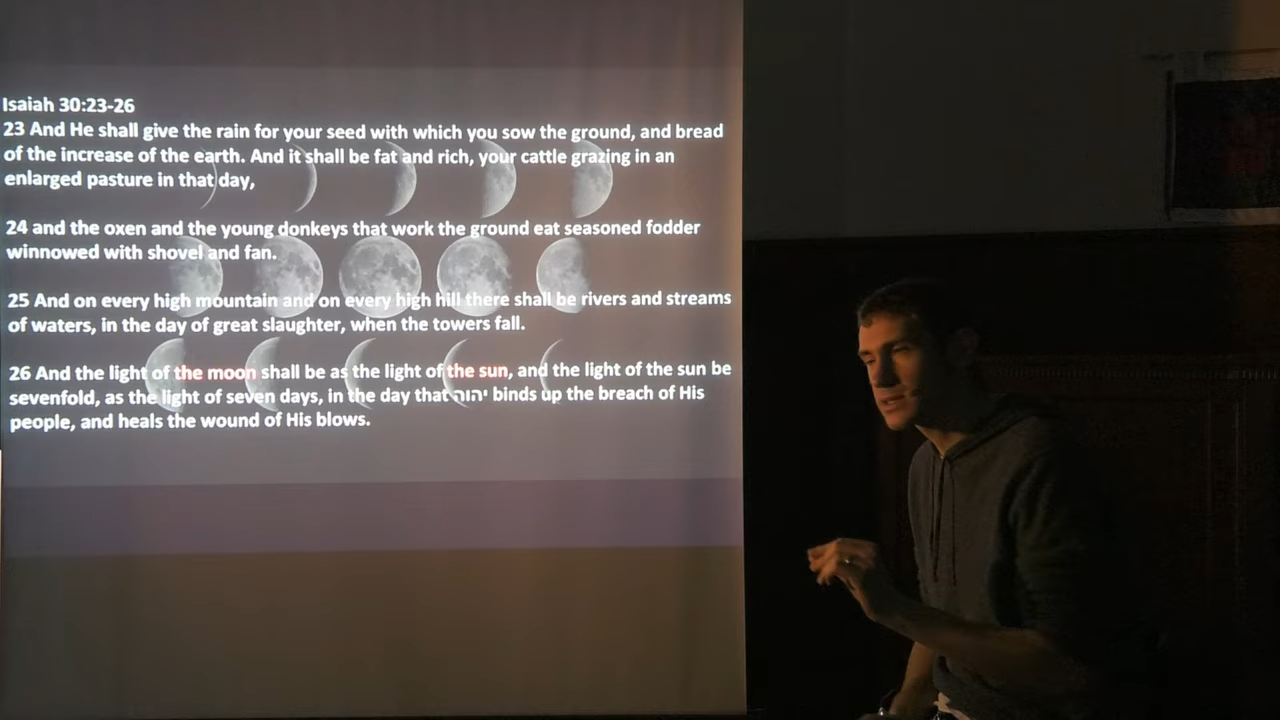 Isaiah 30:23-26
23 And He shall give the rain for your seed with which you sow the ground, and bread
of the increase of the earth. And it shall be fat and rich, your cattle grazing in an
enlarged pasture in that day,
24 and the oxen and the young donkeys that work the ground eat seasoned fodder
winnowed with shovel and fan.
25 And on every high mountain and on every high hill there shall be rivers and streams
of waters, in the day of great slaughter, when the towers fall.
26 And the light of the moon shall be as the light of the sun, and the light of the sun be
sevenfold, as the light of seven days, in the day that יהוה binds up the breach of His
people, and heals the wound of His blows.